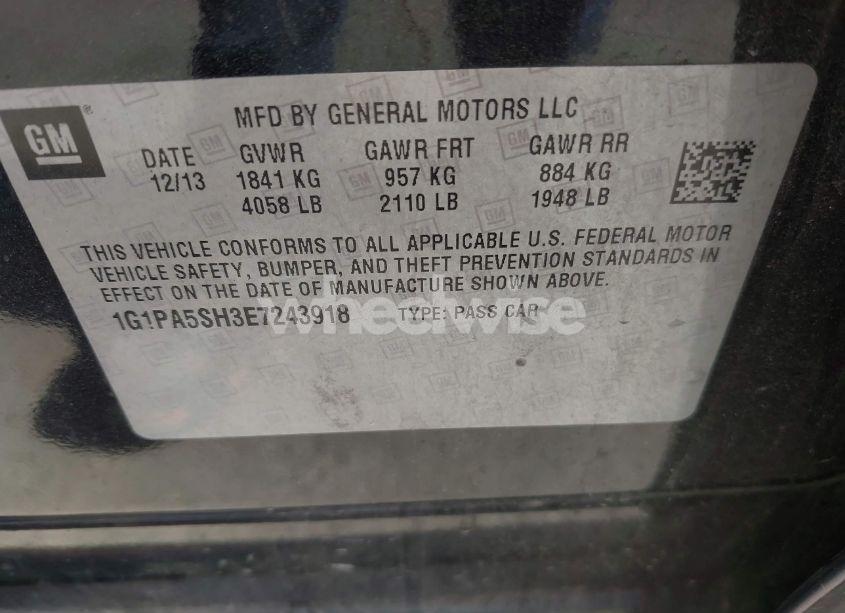 GM ®
MFD BY GENERAL MOTORS LLC
DATE GVWR GAWR FRT GAWR RR
12/13 1841 KG 957 KG 884 KG
4058 LB 2110 LB 1948 LB
THIS VEHICLE CONFORMS TO ALL APPLICABLE U.S. FEDERAL MOTOR
VEHICLE SAFETY, BUMPER, AND THEFT PREVENTION STANDARDS IN
EFFECT ON THE DATE OF MANUFACTURE SHOWN ABOVE.
1G1PA5SH3E7243918 TYPE: PASS CAR
wheelwise